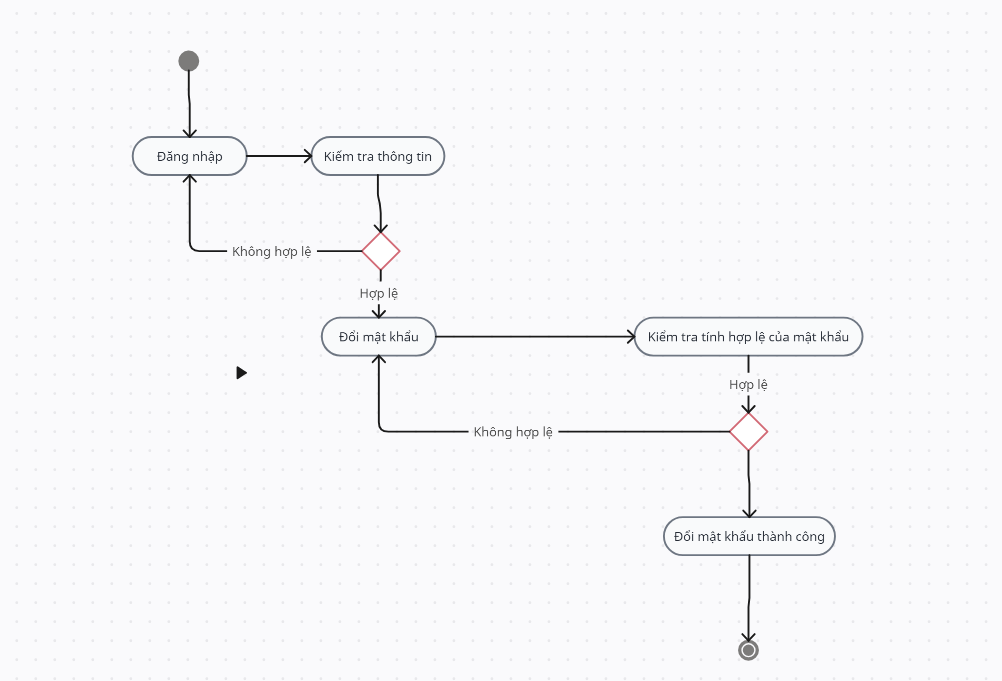 Đăng nhập
Kiểm tra thông tin
Không hợp lệ
Hợp lệ
Đổi mật khẩu
Kiểm tra tính hợp lệ của mật khẩu
Hợp lệ
Không hợp lệ
Đổi mật khẩu thành công